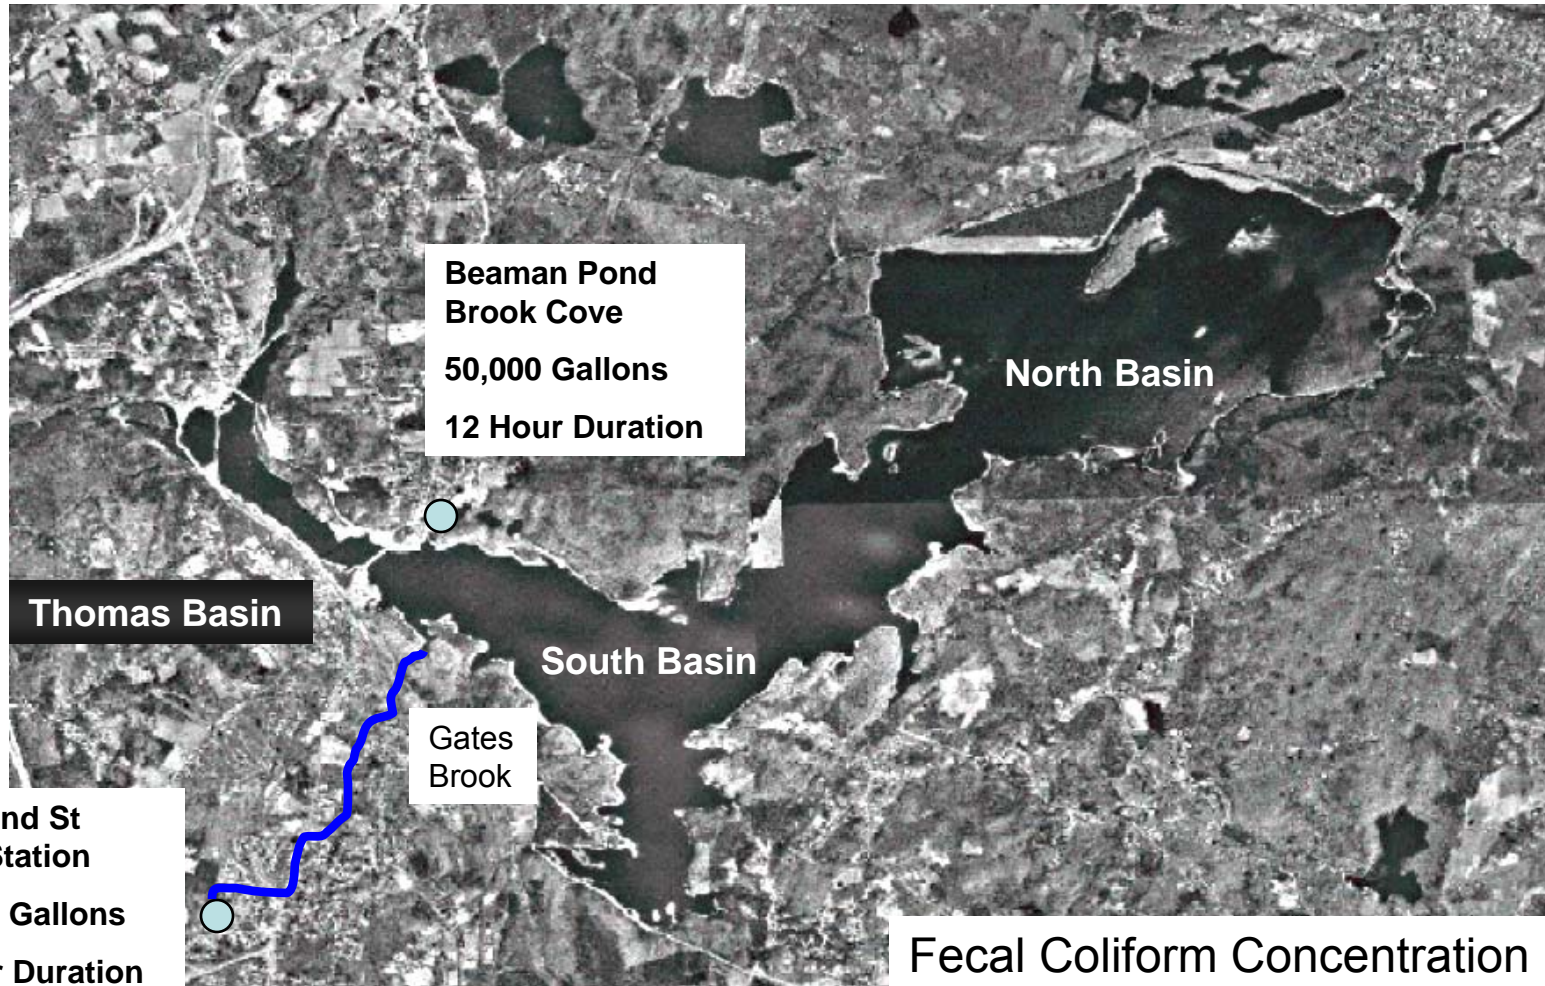 Beaman Pond
Brook Cove
50,000 Gallons
12 Hour Duration
North Basin
Thomas Basin
South Basin
Gates
Brook
St
Station
Gallons
Duration
Fecal Coliform Concentration